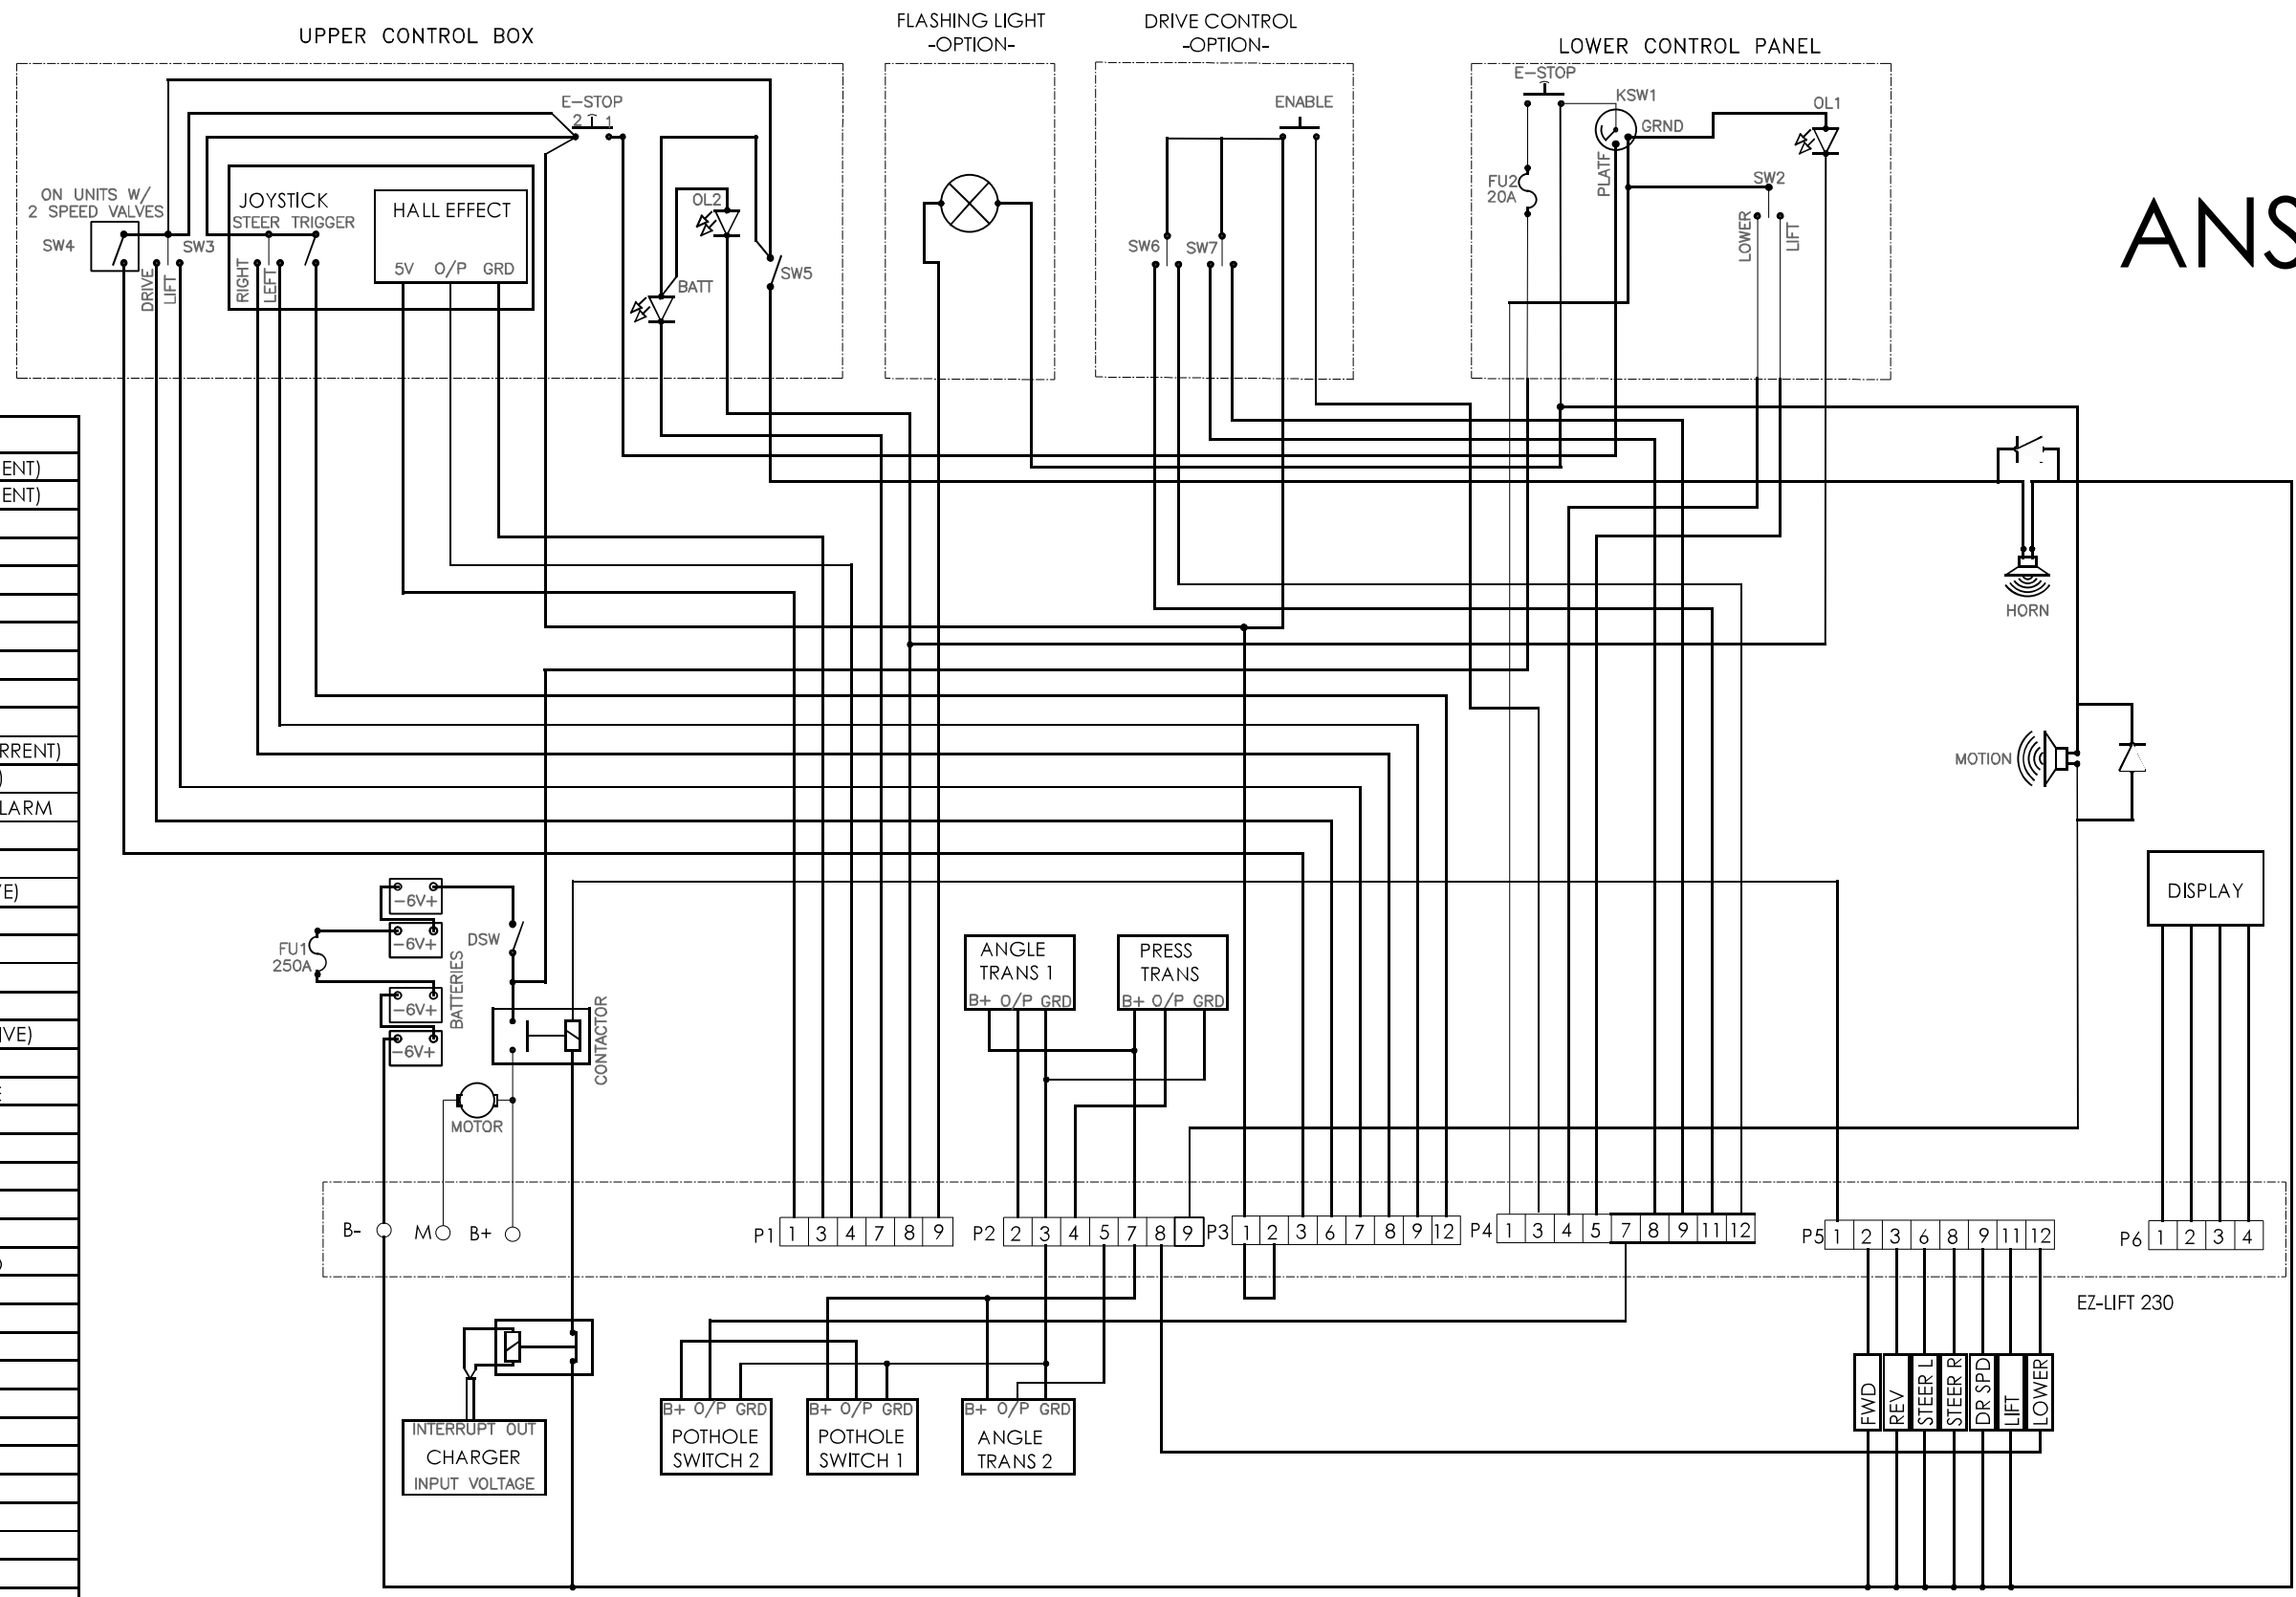 UPPER CONTROL BOX
FLASHING LIGHT
-OPTION-
DRIVE CONTROL
-OPTION-
LOWER CONTROL PANEL
ANS
E-STOP
2 1
ON UNITS W/
2 SPEED VALVES
SW4
SW3
DRIVE
LIFT
JOYSTICK
STEER TRIGGER
RIGHT
LEFT
HALL EFFECT
5V O/P GRD
OL2
BATT
SW5
ENABLE
SW6
SW7
E-STOP
KSW1
GRND
PLATF
FU2
20A
OL1
SW2
LOWER
LIFT
ENT)
ENT)
RRENT)
)
LARM
E)
VE)
HORN
MOTION
DISPLAY
-6V+
-6V+
-6V+
-6V+
FU1
250A
BATTERIES
DSW
CONTACTOR
MOTOR
ANGLE
TRANS 1
B+ O/P GRD
PRESS
TRANS
B+ O/P GRD
B-
M
B+
P1 1 3 4 7 8 9
P2 2 3 4 5 7 8 9
P3 1 2 3 6 7 8 9 12
P4 1 3 4 5 7 8 9 11 12
P5 1 2 3 6 8 9 11 12
P6 1 2 3 4
EZ-LIFT 230
INTERRUPT OUT
CHARGER
INPUT VOLTAGE
B+ O/P GRD
POTHOLE
SWITCH 2
B+ O/P GRD
POTHOLE
SWITCH 1
B+ O/P GRD
ANGLE
TRANS 2
FWD
REV
STEER L
STEER R
DR SPD
LIFT
LOWER